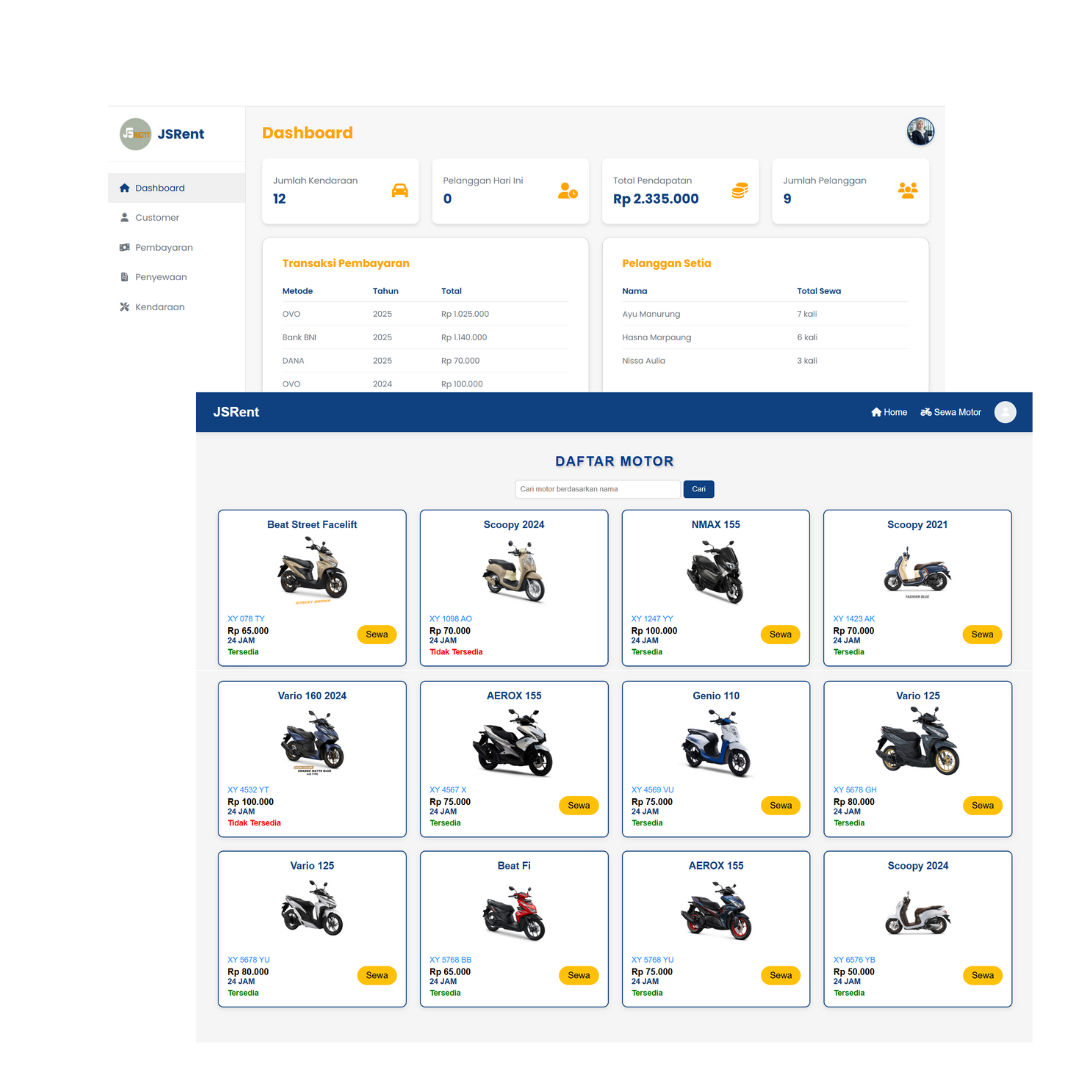 JSRent
Dashboard
Dashboard
Customer
Pembayaran
Penyewaan
Kendaraan
Jumlah Kendaraan
12
Pelanggan Hari Ini
0
Total Pendapatan
Rp 2.335.000
Jumlah Pelanggan
9
Transaksi Pembayaran
Metode Tahun Total
OVO 2025 Rp 1.025.000
Bank BNI 2025 Rp 1.140.000
DANA 2025 Rp 70.000
OVO 2024 Rp 100.000
Pelanggan Setia
Nama Total Sewa
Ayu Manurung 7 kali
Hasna Marpaung 6 kali
Nissa Aulia 3 kali
JSRent Home Sewa Motor
DAFTAR MOTOR
Cari motor berdasarkan nama Cari
Beat Street Facelift
XY 078 TY
Rp 65.000
24 JAM
Tersedia
Sewa
Scoopy 2024
XY 1098 AO
Rp 70.000
24 JAM
Tidak Tersedia
NMAX 155
XY 1247 YY
Rp 100.000
24 JAM
Tersedia
Sewa
Scoopy 2021
XY 1423 AK
Rp 70.000
24 JAM
Tersedia
Sewa
Vario 160 2024
XY 4532 YT
Rp 100.000
24 JAM
Tidak Tersedia
AEROX 155
XY 4567 X
Rp 75.000
24 JAM
Tersedia
Sewa
Genio 110
XY 4569 VU
Rp 75.000
24 JAM
Tersedia
Sewa
Vario 125
XY 5678 GH
Rp 80.000
24 JAM
Tersedia
Sewa
Vario 125
XY 5678 YU
Rp 80.000
24 JAM
Tersedia
Sewa
Beat Fi
XY 5768 BB
Rp 65.000
24 JAM
Tersedia
Sewa
AEROX 155
XY 5768 YU
Rp 75.000
24 JAM
Tersedia
Sewa
Scoopy 2024
XY 6576 YB
Rp 50.000
24 JAM
Tersedia
Sewa